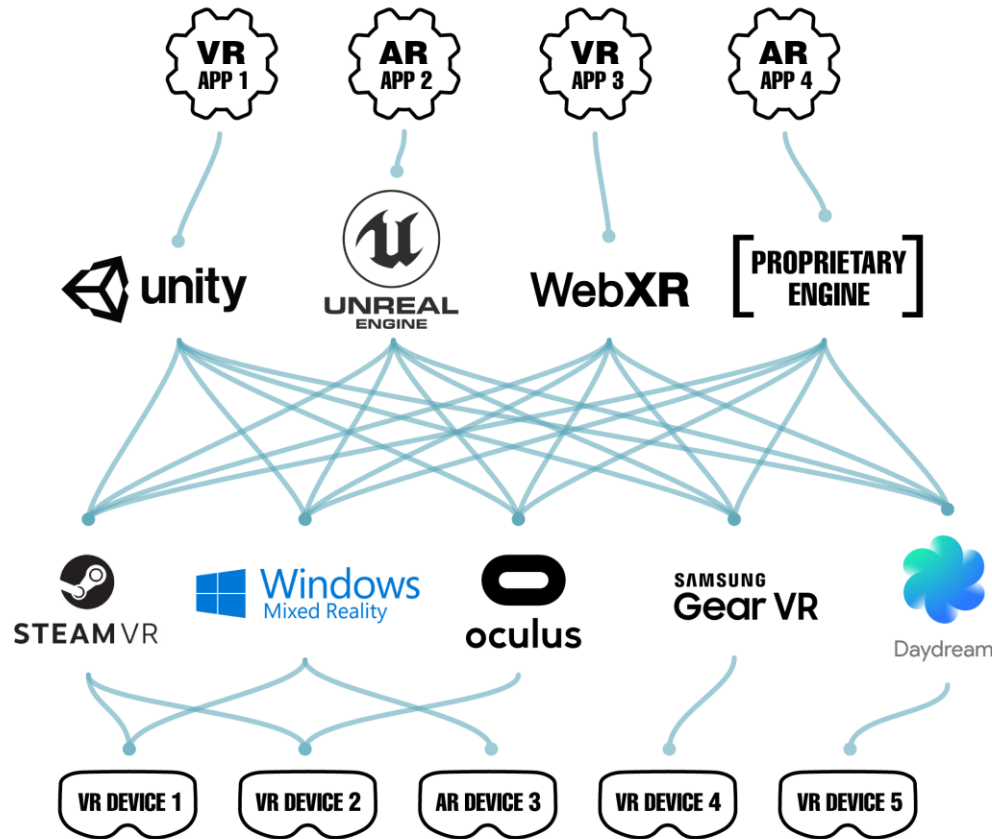 VR
APP 1
AR
APP 2
VR
APP 3
AR
APP 4
unity
UNREAL
ENGINE
WebXR
PROPRIETARY
ENGINE
STEAM VR
Windows
Mixed Reality
oculus
SAMSUNG
Gear VR
Daydream
VR DEVICE 1
VR DEVICE 2
AR DEVICE 3
VR DEVICE 4
VR DEVICE 5